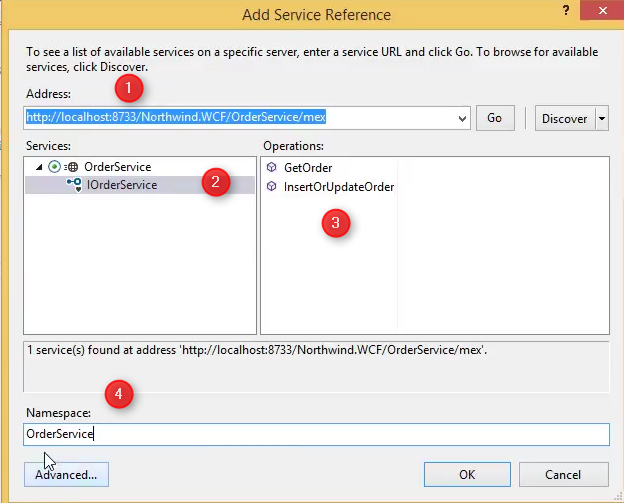 Add Service Reference
?
To see a list of available services on a specific server, enter a service URL and click Go. To browse for available
services, click Discover.
1
Address:
http://localhost:8733/Northwind.WCF/OrderService/mex
Go
Discover
Services:
Operations:
OrderService
IOrderService
2
GetOrder
InsertOrUpdateOrder
3
1 service(s) found at address 'http://localhost:8733/Northwind.WCF/OrderService/mex'.
4
Namespace:
OrderService
Advanced...
OK
Cancel